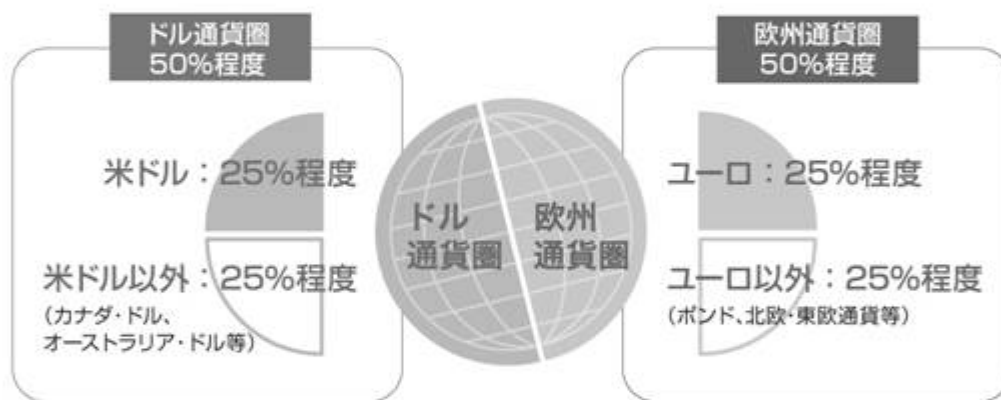 ドル通貨圏
50%程度
米ドル：25%程度
米ドル以外：25%程度
（カナダ・ドル、
オーストラリア・ドル等）
ドル
通貨圏
欧州
通貨圏
欧州通貨圏
50%程度
ユーロ：25%程度
ユーロ以外：25%程度
（ポンド、北欧・東欧通貨等）